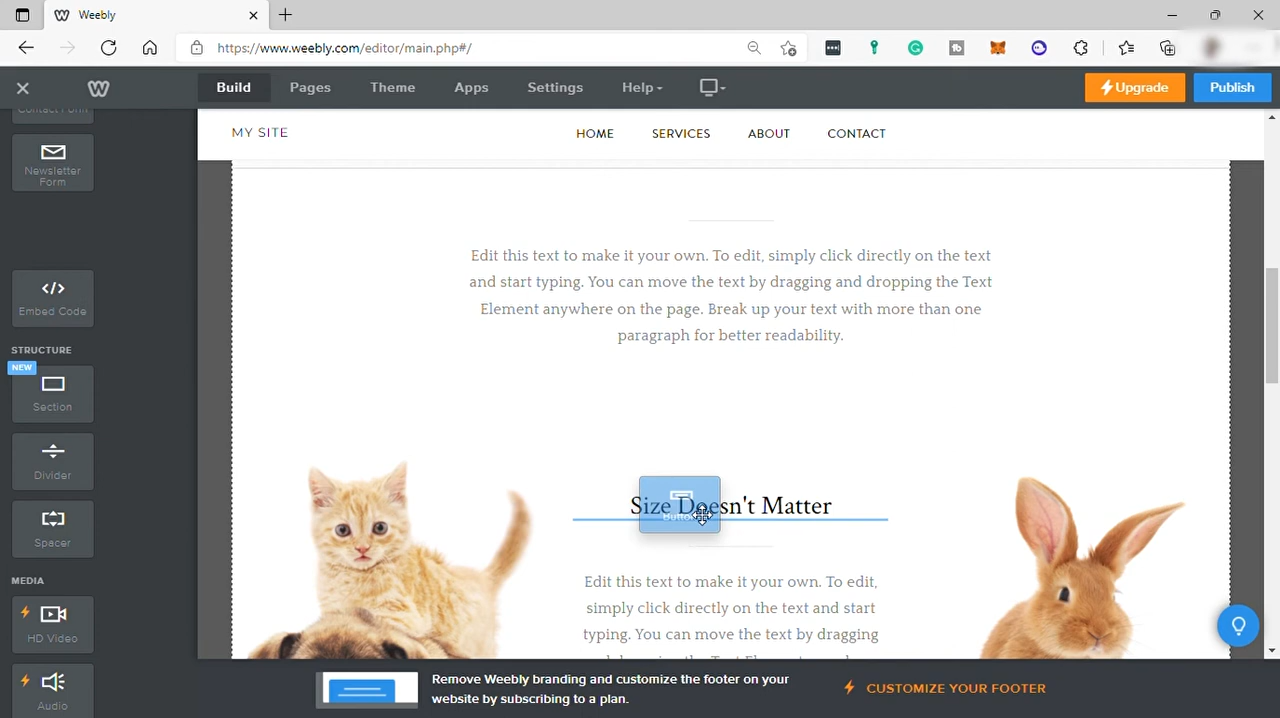 Weebly
https://www.weebly.com/editor/main.php#/
Build
Pages
Theme
Apps
Settings
Help
Upgrade
Publish
Contact Form
Newsletter
Form
Embed Code
STRUCTURE
NEW
Section
Divider
Spacer
MEDIA
HD Video
Audio
MY SITE
HOME
SERVICES
ABOUT
CONTACT
Edit this text to make it your own. To edit, simply click directly on the text
and start typing. You can move the text by dragging and dropping the Text
Element anywhere on the page. Break up your text with more than one
paragraph for better readability.
Size Doesn't Matter
Button
Edit this text to make it your own. To edit,
simply click directly on the text and start
typing. You can move the text by dragging
Remove Weebly branding and customize the footer on your
website by subscribing to a plan.
CUSTOMIZE YOUR FOOTER